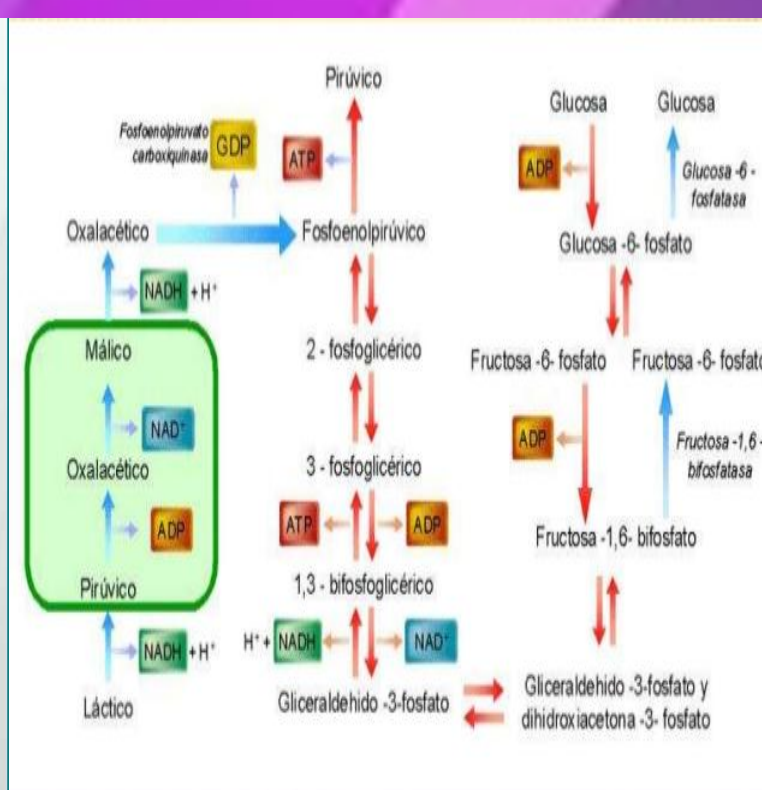 Pirúvico
Fosfoenolpiruvato
carboxiquinasa
GDP
ATP
Oxalacético
Fosfoenolpirúvico
NADH + H⁺
Málico
2 - fosfoglicérico
NAD⁺
Oxalacético
3 - fosfoglicérico
ADP
ATP
ADP
Pirúvico
1,3 - bifosfoglicérico
NADH + H⁺
H⁺ + NADH
NAD⁺
Láctico
Gliceraldehido -3-fosfato
Glucosa
Glucosa
ADP
Glucosa -6 -
fosfatasa
Glucosa -6- fosfato
Fructosa -6- fosfato
Fructosa -6- fosfato
ADP
Fructosa -1,6 -
bifosfatasa
Fructosa -1,6- bifosfato
Gliceraldehido -3-fosfato y
dihidroxiacetona -3- fosfato